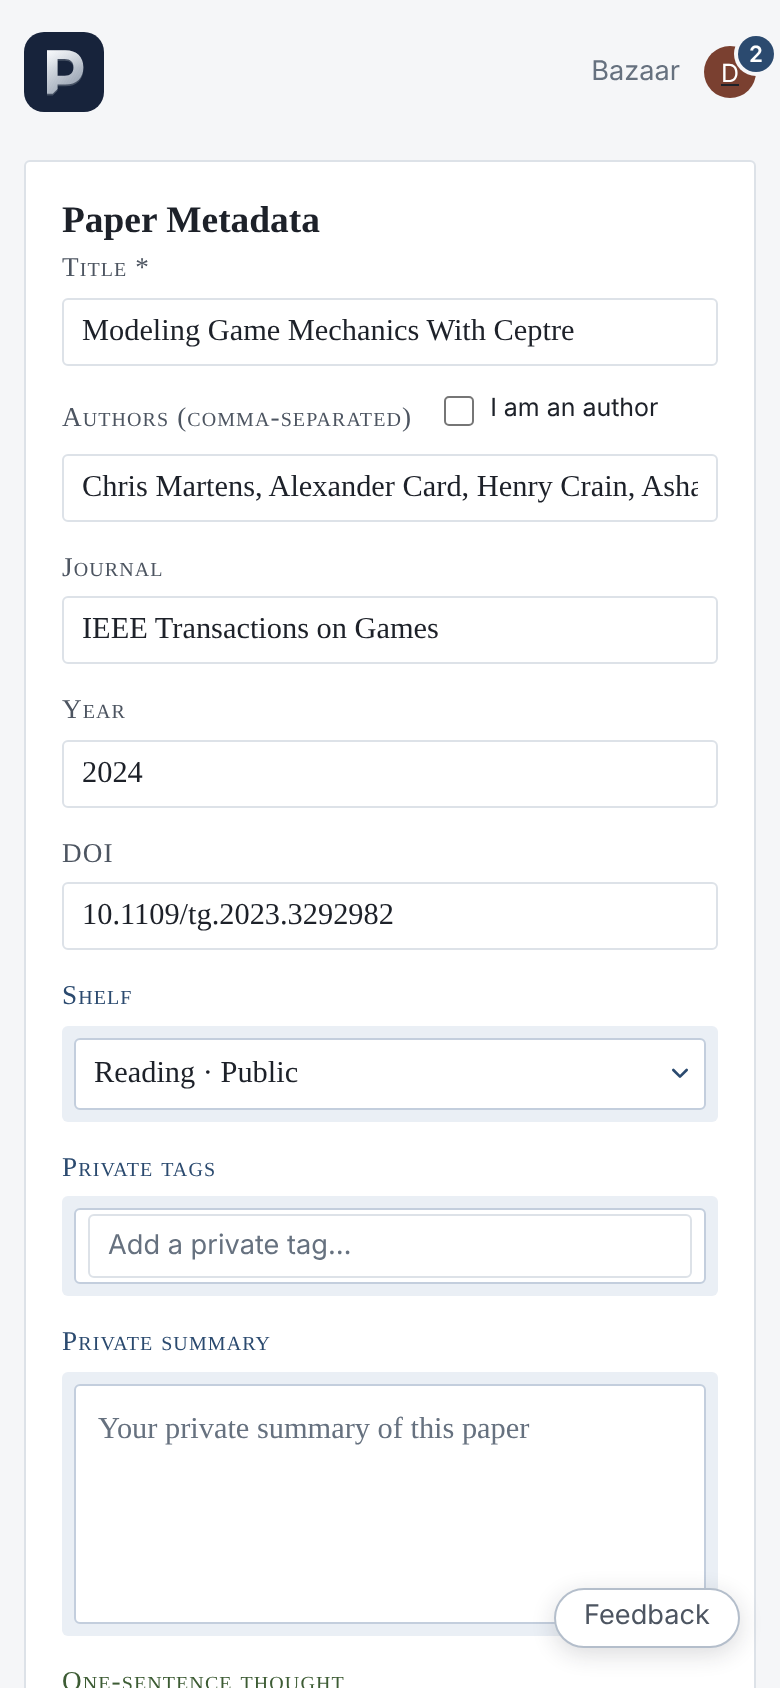 P
Bazaar
D
2
Paper Metadata
Title *
Modeling Game Mechanics With Ceptre
Authors (comma-separated)
I am an author
Chris Martens, Alexander Card, Henry Crain, Asha
Journal
IEEE Transactions on Games
Year
2024
DOI
10.1109/tg.2023.3292982
Shelf
Reading · Public
Private tags
Add a private tag...
Private summary
Your private summary of this paper
Feedback
One-sentence thought